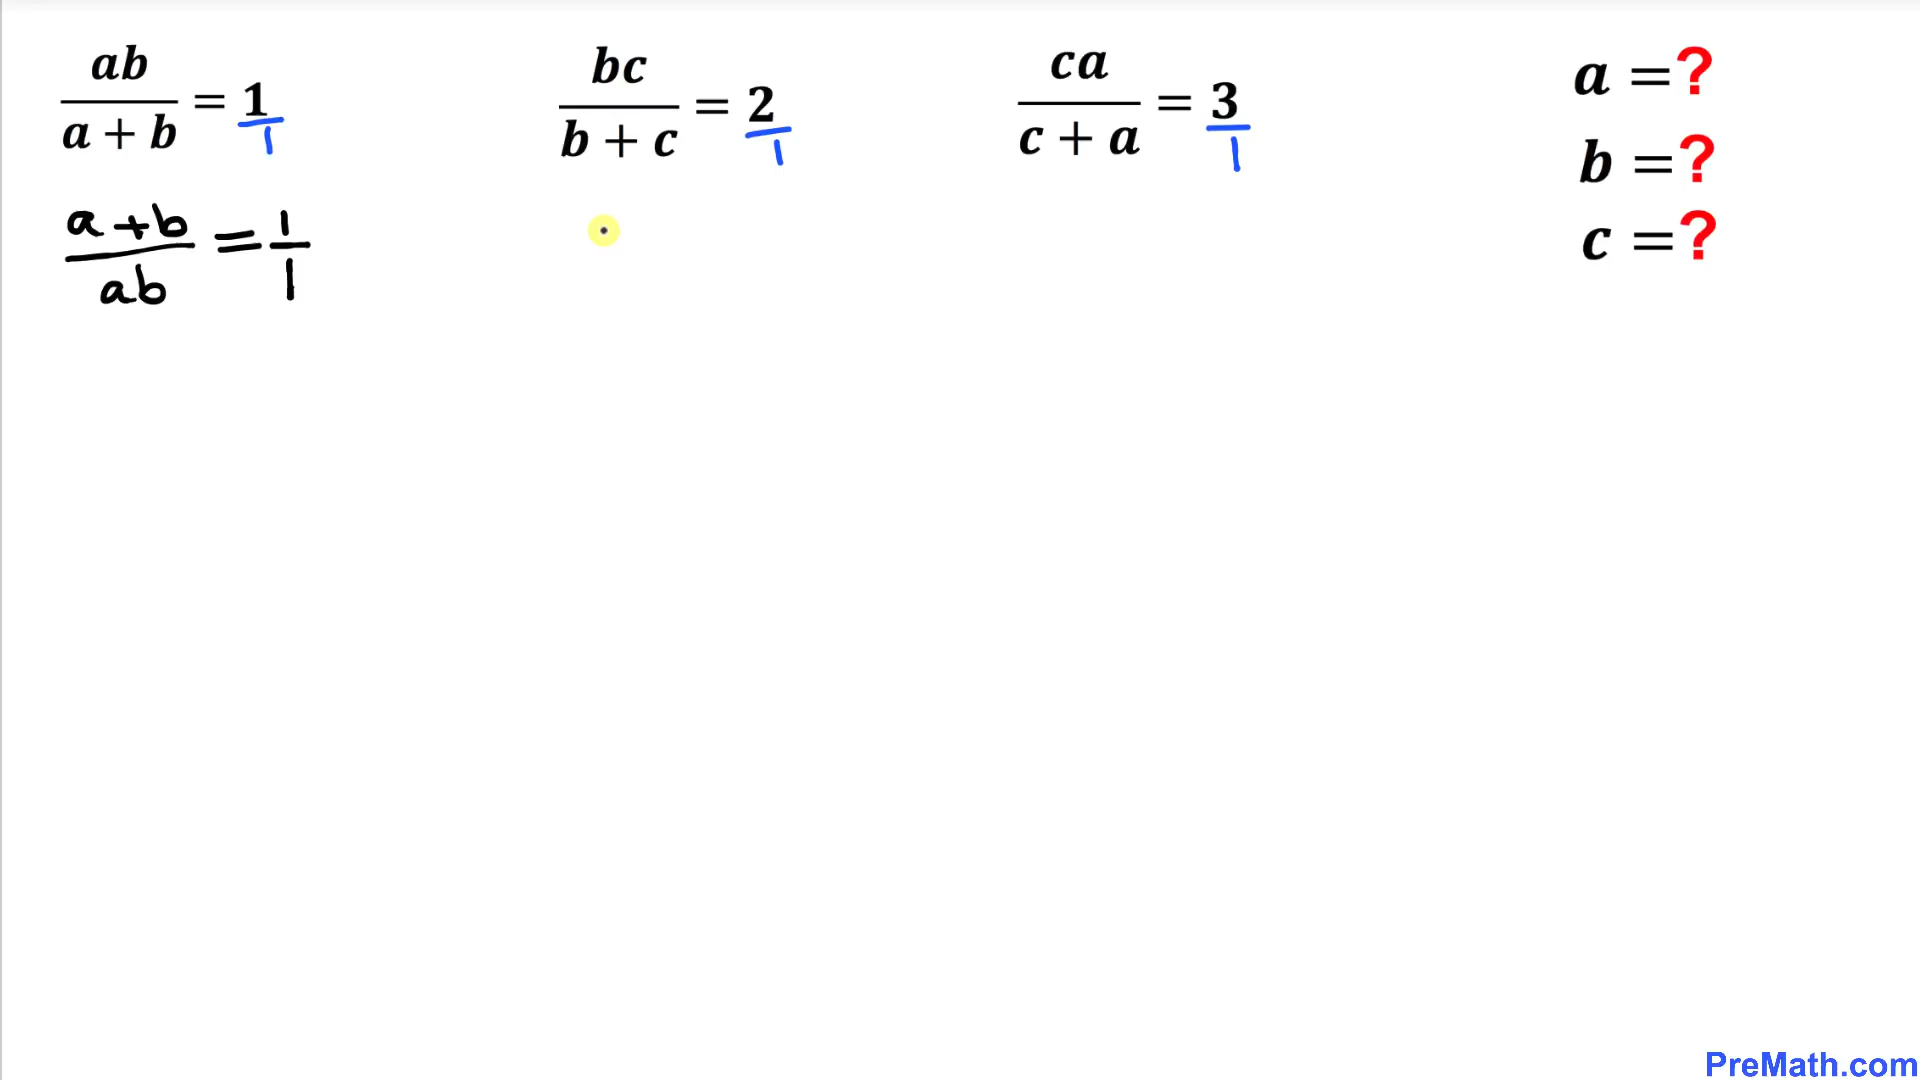 ab/(a + b) = 1/1
bc/(b + c) = 2/1
ca/(c + a) = 3/1
a =?
b =?
c =?
(a+b)/ab = 1/1
PreMath.com